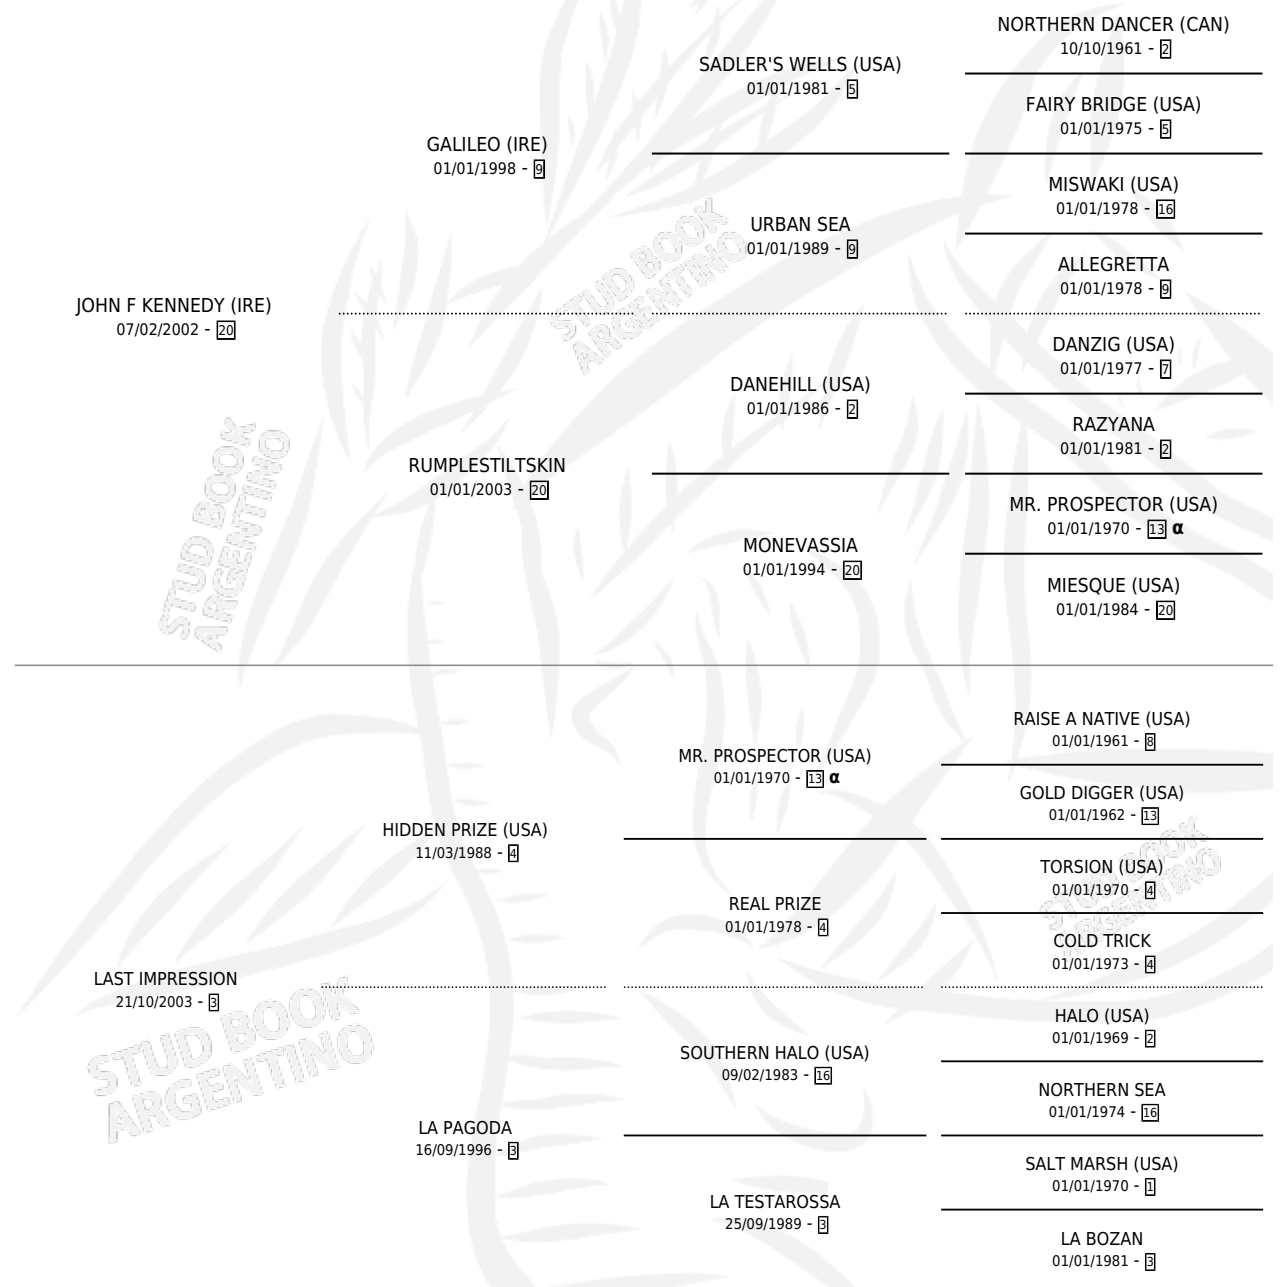 NORTHERN DANCER (CAN)
10/10/1961 - 2
SADLER'S WELLS (USA)
01/01/1981 - 5
FAIRY BRIDGE (USA)
01/01/1975 - 5
GALILEO (IRE)
01/01/1998 - 9
MISWAKI (USA)
01/01/1978 - 16
URBAN SEA
01/01/1989 - 9
ALLEGRETTA
01/01/1978 - 9
JOHN F KENNEDY (IRE)
07/02/2002 - 20
DANZIG (USA)
01/01/1977 - 7
DANEHILL (USA)
01/01/1986 - 2
RAZYANA
01/01/1981 - 2
RUMPLESTILTSKIN
01/01/2003 - 20
MR. PROSPECTOR (USA)
01/01/1970 - 13 α
MONEVASSIA
01/01/1994 - 20
MIESQUE (USA)
01/01/1984 - 20
RAISE A NATIVE (USA)
01/01/1961 - 8
MR. PROSPECTOR (USA)
01/01/1970 - 13 α
GOLD DIGGER (USA)
01/01/1962 - 13
HIDDEN PRIZE (USA)
11/03/1988 - 4
TORSION (USA)
01/01/1970 - 4
REAL PRIZE
01/01/1978 - 4
COLD TRICK
01/01/1973 - 4
LAST IMPRESSION
21/10/2003 - 3
HALO (USA)
01/01/1969 - 2
SOUTHERN HALO (USA)
09/02/1983 - 16
NORTHERN SEA
01/01/1974 - 16
LA PAGODA
16/09/1996 - 3
SALT MARSH (USA)
01/01/1970 - 1
LA TESTAROSSA
25/09/1989 - 3
LA BOZAN
01/01/1981 - 3
STUD BOOK
ARGENTINO
STUD BOOK
ARGENTINO
STUD BOOK
ARGENTINO
STUD BOOK
ARGENTINO